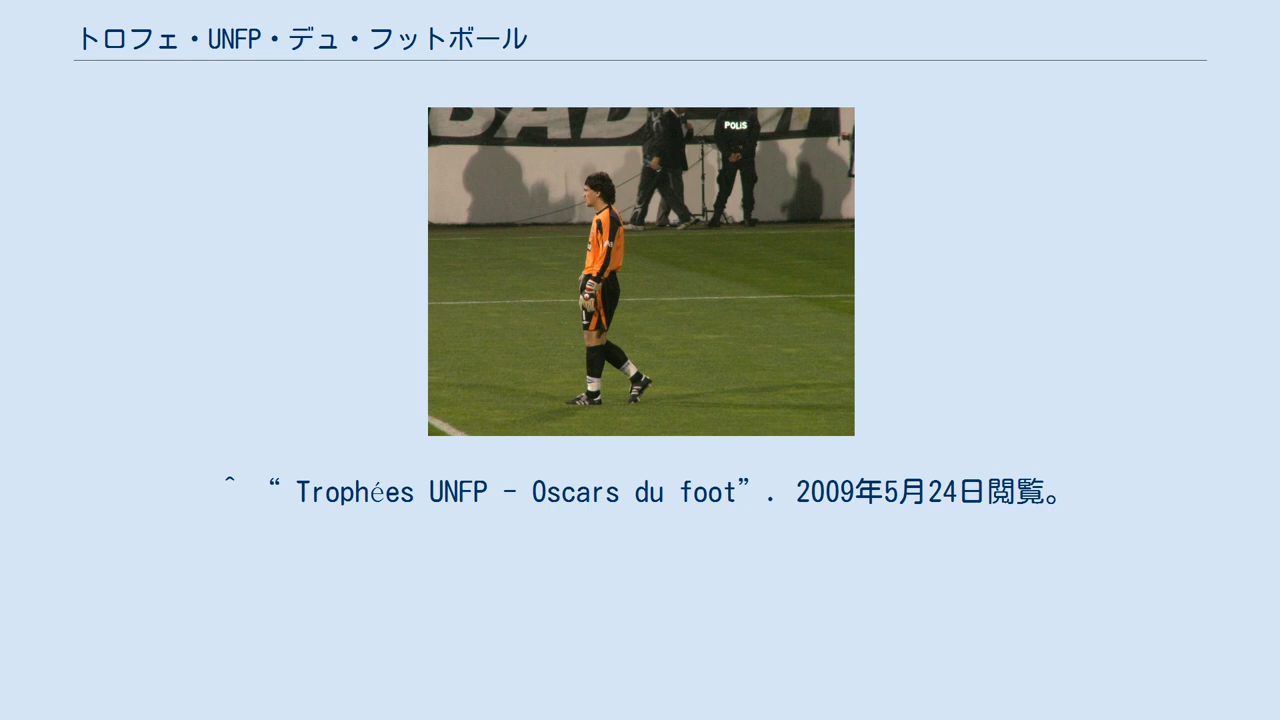 トロフェ・UNFP・デュ・フットボール
BAD
POLIS
^ “ Trophées UNFP - Oscars du foot”. 2009年5月24日閲覧。